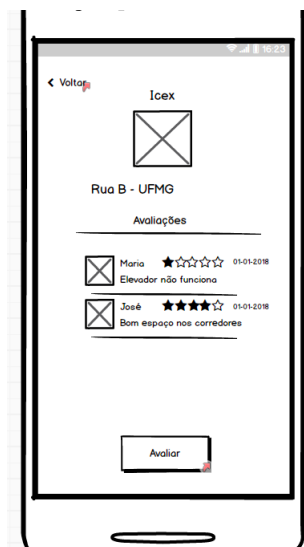 16:23
Voltar
Icex
Rua B - UFMG
Avaliações
Maria 01-01-2018
Elevador não funciona
José 01-01-2018
Bom espaço nos corredores
Avaliar